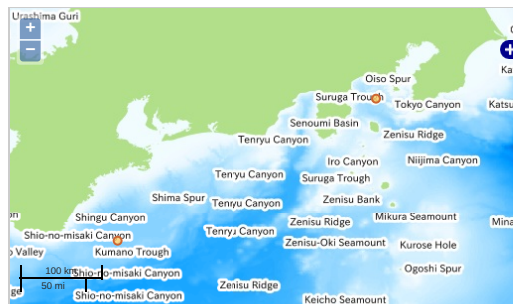 Urashima Guri
+
−
Oiso Spur
Suruga Trough
Tokyo Canyon
Katsu
Senoumi Basin
Zenisu Ridge
Tenryu Canyon
Iro Canyon
Niijima Canyon
Tenryu Canyon
Suruga Trough
Shima Spur
Tenryu Canyon
Zenisu Bank
Shingu Canyon
Mikura Seamount
Zenisu Ridge
Mina
Shio-no-misaki Canyon
Tenryu Canyon
Zenisu-Oki Seamount
Kurose Hole
o Valley
Kumano Trough
Ogoshi Spur
100 km
Shio-no-misaki Canyon
50 mi
Zenisu Ridge
ge
Shio-no-misaki Canyon
Keicho Seamount